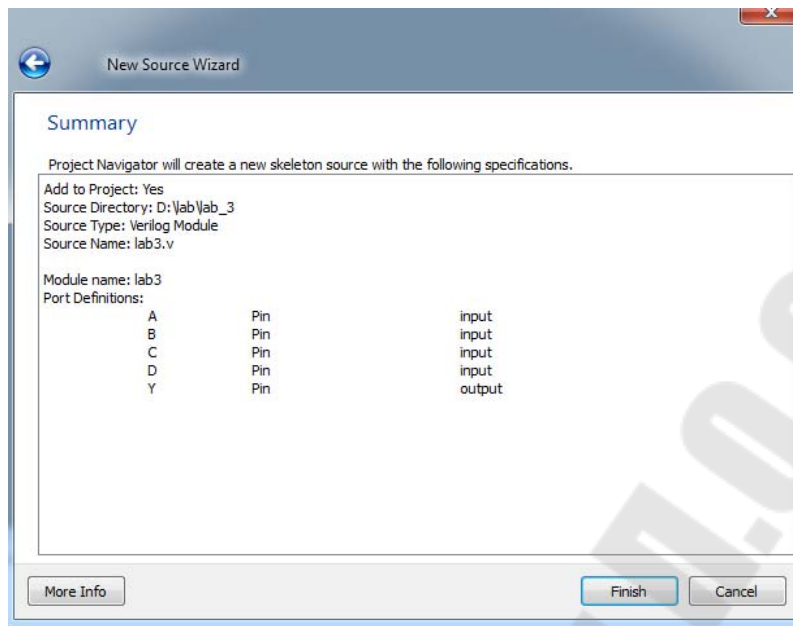 New Source Wizard
Summary
Project Navigator will create a new skeleton source with the following specifications.
Add to Project: Yes
Source Directory: D:\lab\lab_3
Source Type: Verilog Module
Source Name: lab3.v
Module name: lab3
Port Definitions:
A Pin input
B Pin input
C Pin input
D Pin input
Y Pin output
More Info Finish Cancel